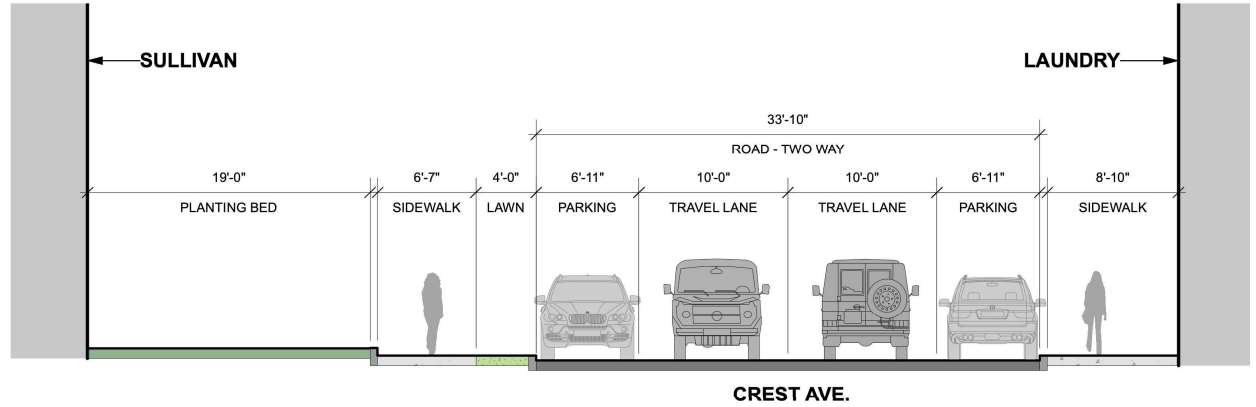 SULLIVAN
LAUNDRY
33'-10"
ROAD - TWO WAY
19'-0" 6'-7" 4'-0" 6'-11" 10'-0" 10'-0" 6'-11" 8'-10"
PLANTING BED SIDEWALK LAWN PARKING TRAVEL LANE TRAVEL LANE PARKING SIDEWALK
CREST AVE.